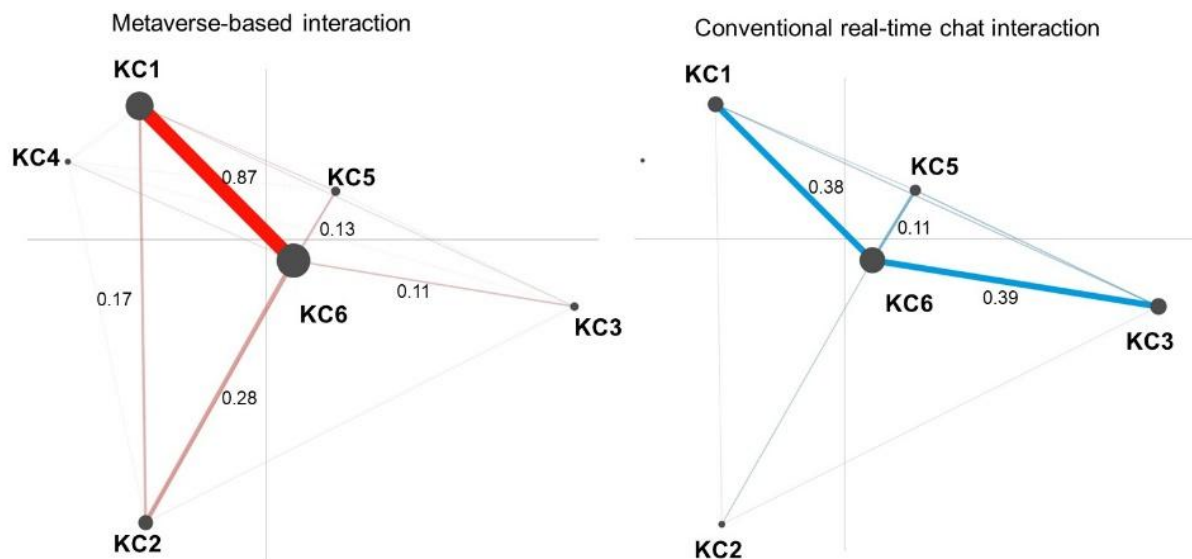 Metaverse-based interaction
KC1
KC4
0.87
KC5
0.13
0.17
0.11
KC6
KC3
0.28
KC2
Conventional real-time chat interaction
KC1
KC5
0.38
0.11
KC6
0.39
KC3
KC2